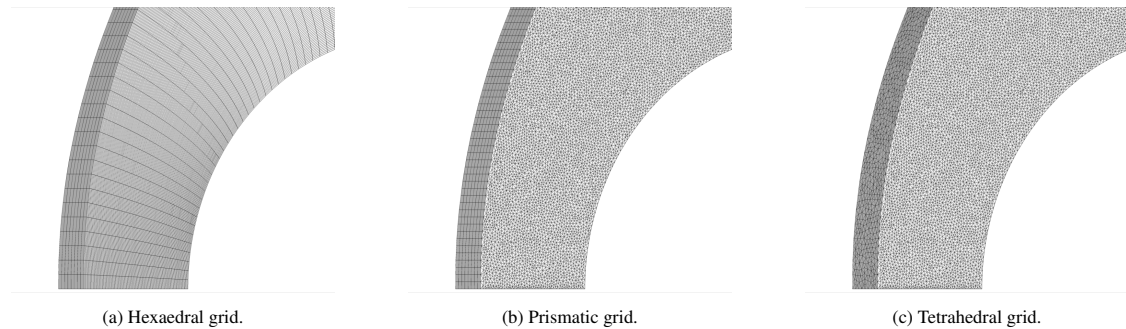 (a) Hexaedral grid.
(b) Prismatic grid.
(c) Tetrahedral grid.